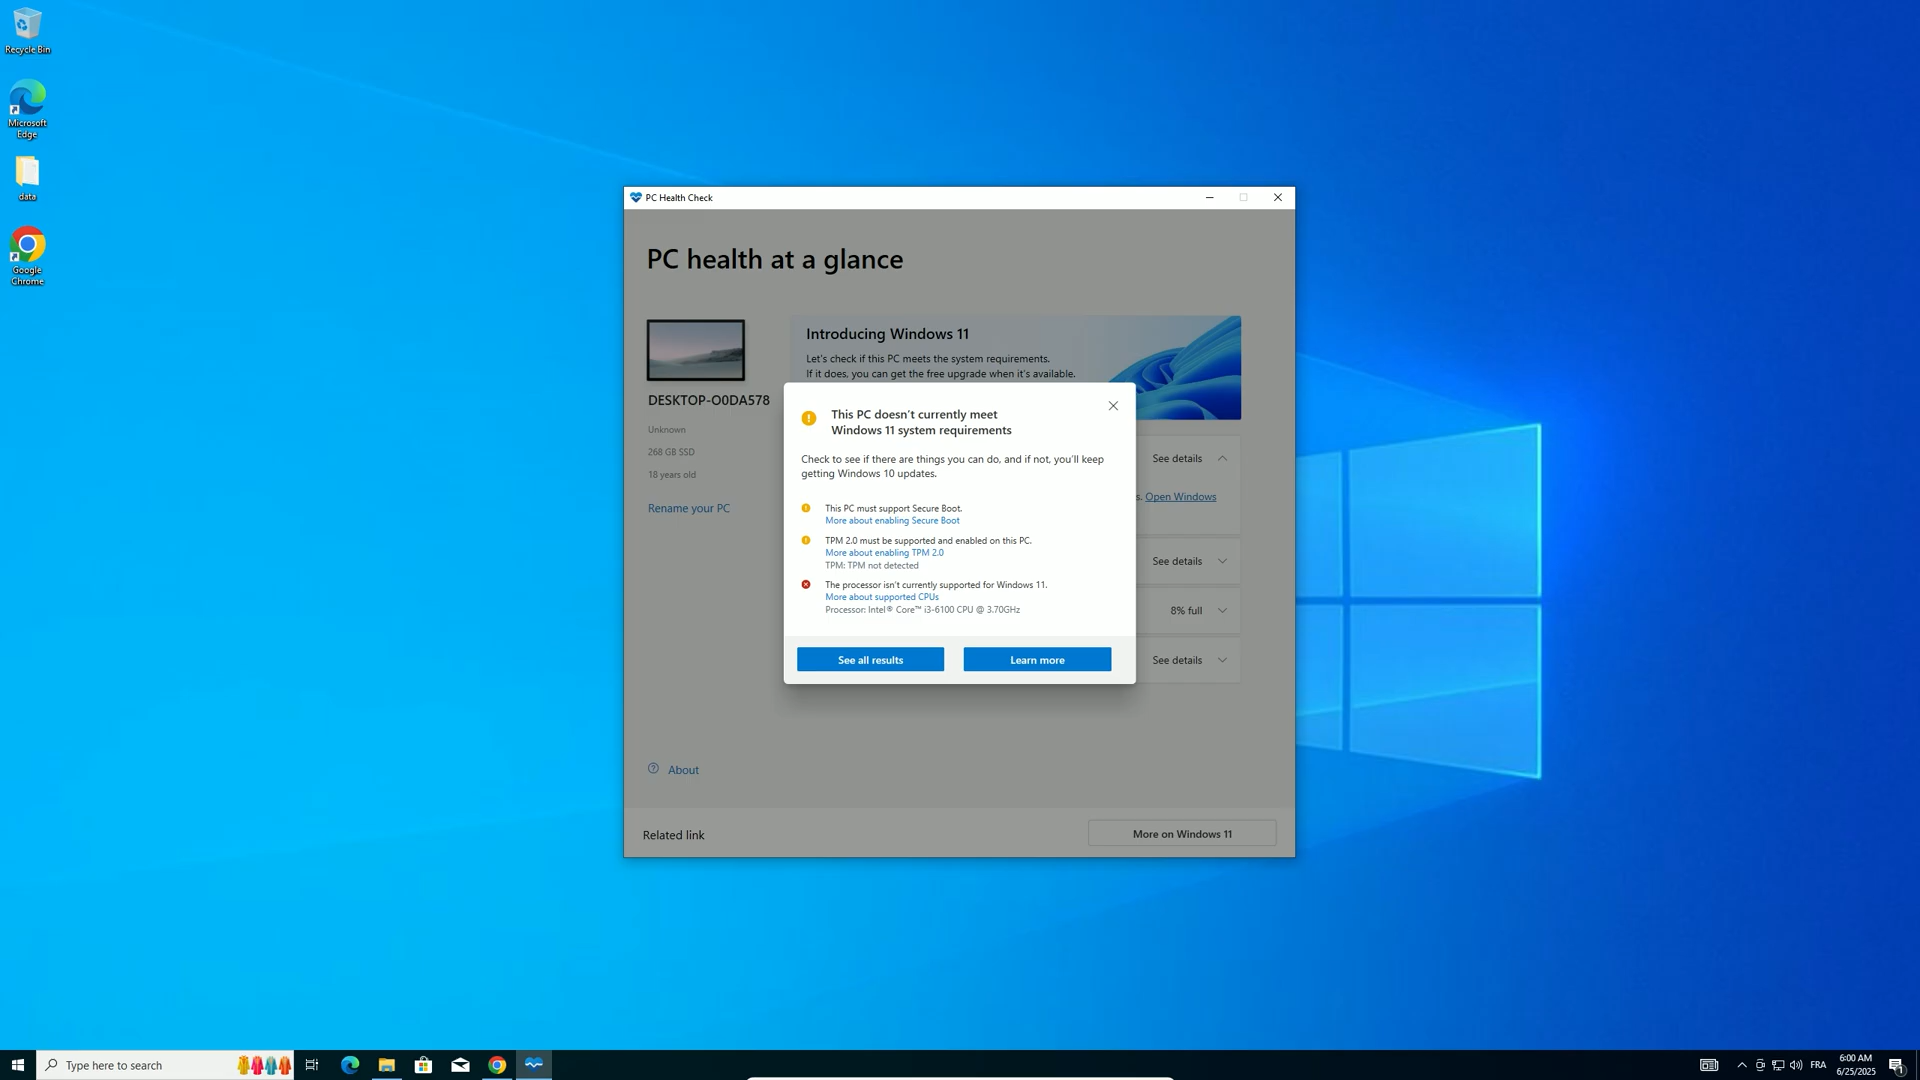 Recycle Bin
Microsoft
Edge
data
Google
Chrome
PC Health Check
PC health at a glance
DESKTOP-O0DA578
Unknown
268 GB SSD
18 years old
Rename your PC
Introducing Windows 11
Let's check if this PC meets the system requirements.
If it does, you can get the free upgrade when it's available.
This PC doesn't currently meet
Windows 11 system requirements
Check to see if there are things you can do, and if not, you'll keep
getting Windows 10 updates.
This PC must support Secure Boot.
More about enabling Secure Boot
TPM 2.0 must be supported and enabled on this PC.
More about enabling TPM 2.0
TPM: TPM not detected
The processor isn't currently supported for Windows 11.
More about supported CPUs
Processor: Intel® Core™ i3-6100 CPU @ 3.70GHz
See all results
Learn more
See details
s. Open Windows
See details
8% full
See details
About
Related link
More on Windows 11
Type here to search
FRA
6:00 AM
6/25/2025
1